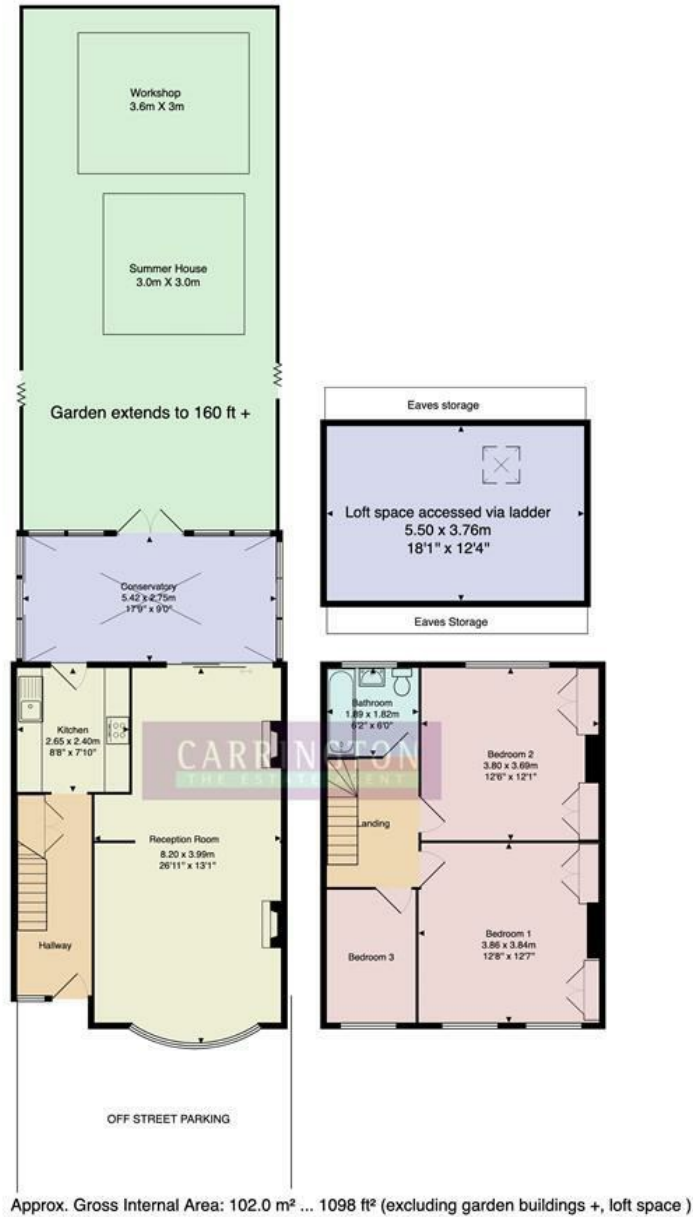 Workshop
3.6m X 3m
Summer House
3.0m X 3.0m
Garden extends to 160 ft +
Eaves storage
Loft space accessed via ladder
5.50 x 3.76m
18'1" x 12'4"
Eaves Storage
Conservatory
5.42 x 2.75m
17'9" x 9'0"
Kitchen
2.65 x 2.40m
8'8" x 7'10"
Bathroom
1.89 x 1.82m
6'2" x 6'0"
Bedroom 2
3.80 x 3.69m
12'6" x 12'1"
CARRINGTON
THE ESTATE AGENT
Landing
Reception Room
8.20 x 3.99m
26'11" x 13'1"
Hallway
Bedroom 3
Bedroom 1
3.86 x 3.84m
12'8" x 12'7"
OFF STREET PARKING
Approx. Gross Internal Area: 102.0 m² ... 1098 ft² (excluding garden buildings +, loft space )